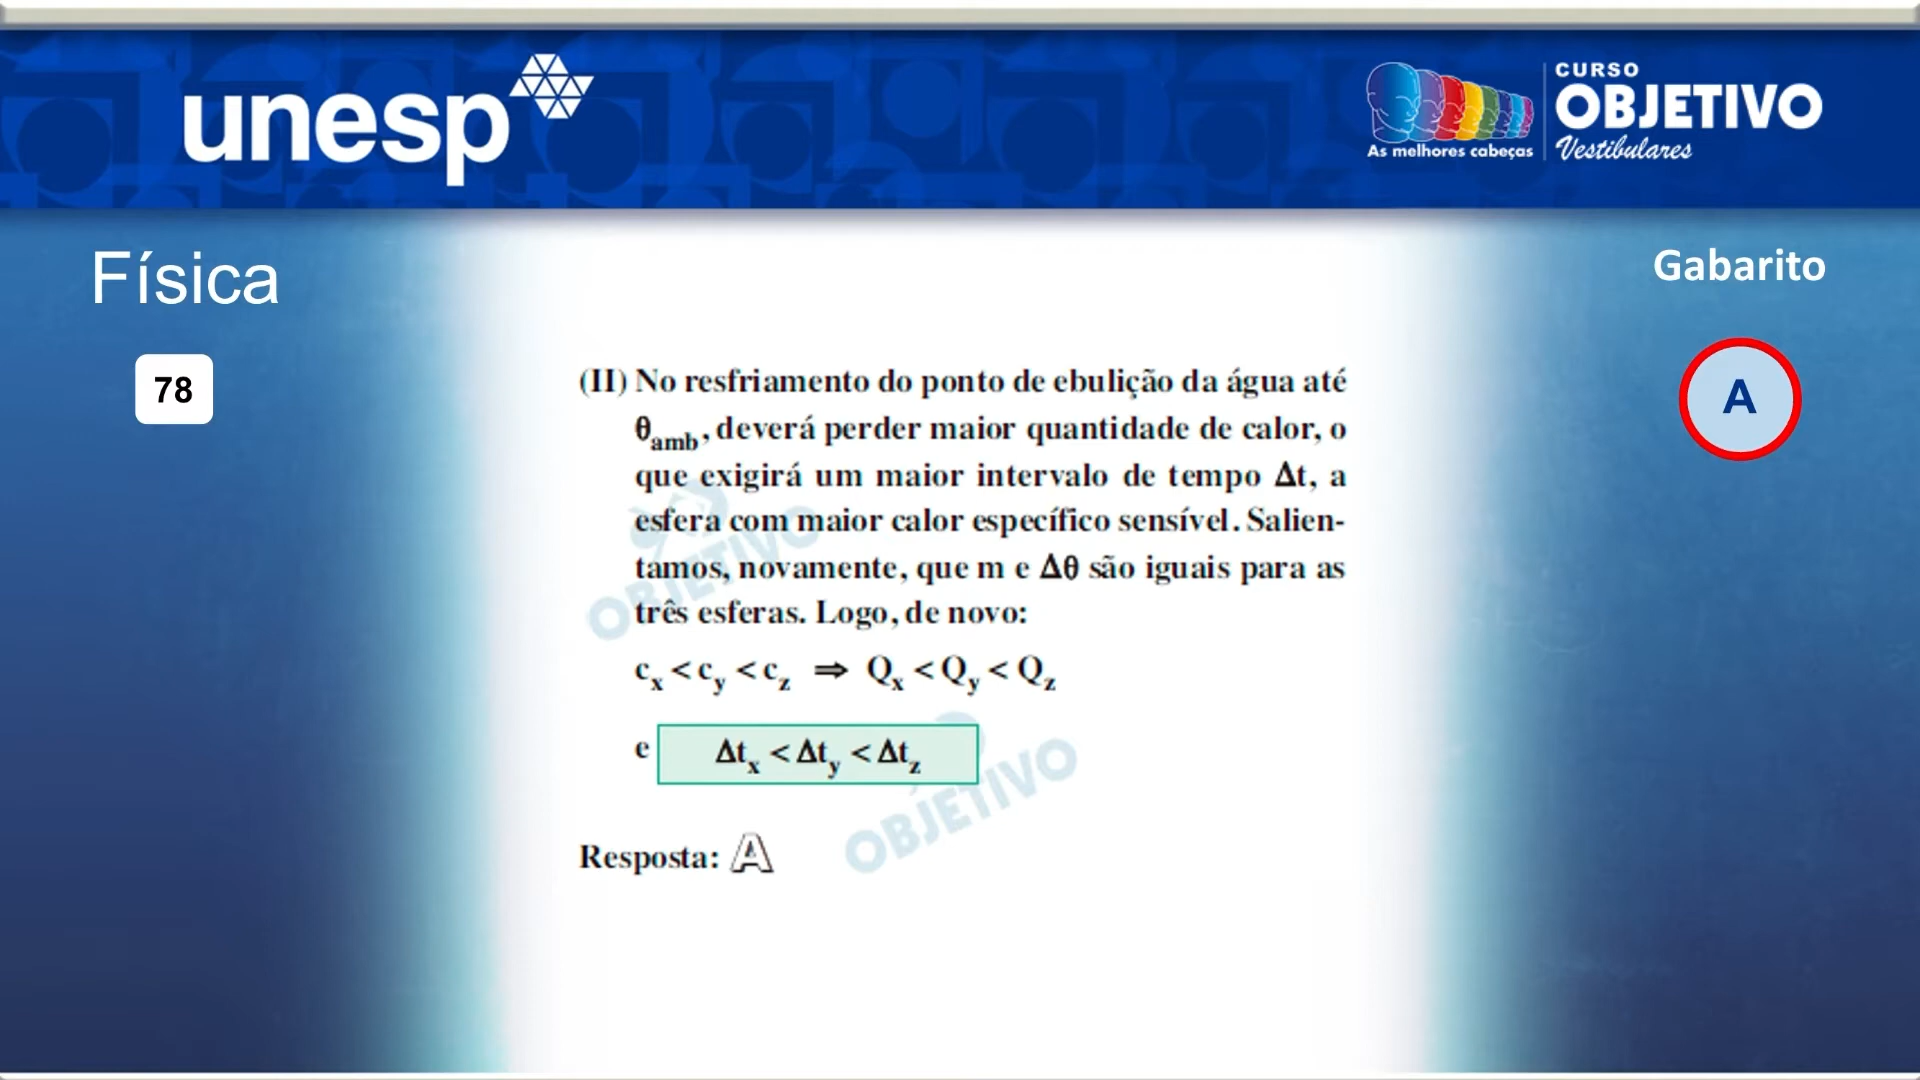 unesp
CURSO
OBJETIVO
As melhores cabeças
Vestibulares
Física
Gabarito
78
A
(II) No resfriamento do ponto de ebulição da água até
θamb, deverá perder maior quantidade de calor, o
que exigirá um maior intervalo de tempo Δt, a
esfera com maior calor específico sensível. Salien-
tamos, novamente, que m e Δθ são iguais para as
três esferas. Logo, de novo:
cx < cy < cz ⇒ Qx < Qy < Qz
e Δtx < Δty < Δtz
Resposta: A
OBJETIVO
OBJETIVO